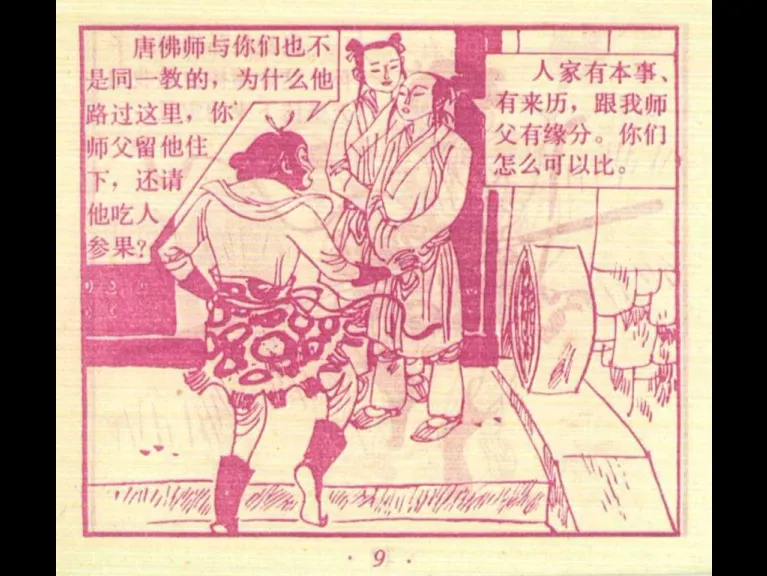 唐佛师与你们也不
是同一教的，为什么他
路过这里，你
师父留他住
下，还请
他吃人
参果？
人家有本事、
有来历，跟我师
父有缘分。你们
怎么可以比。
·9·